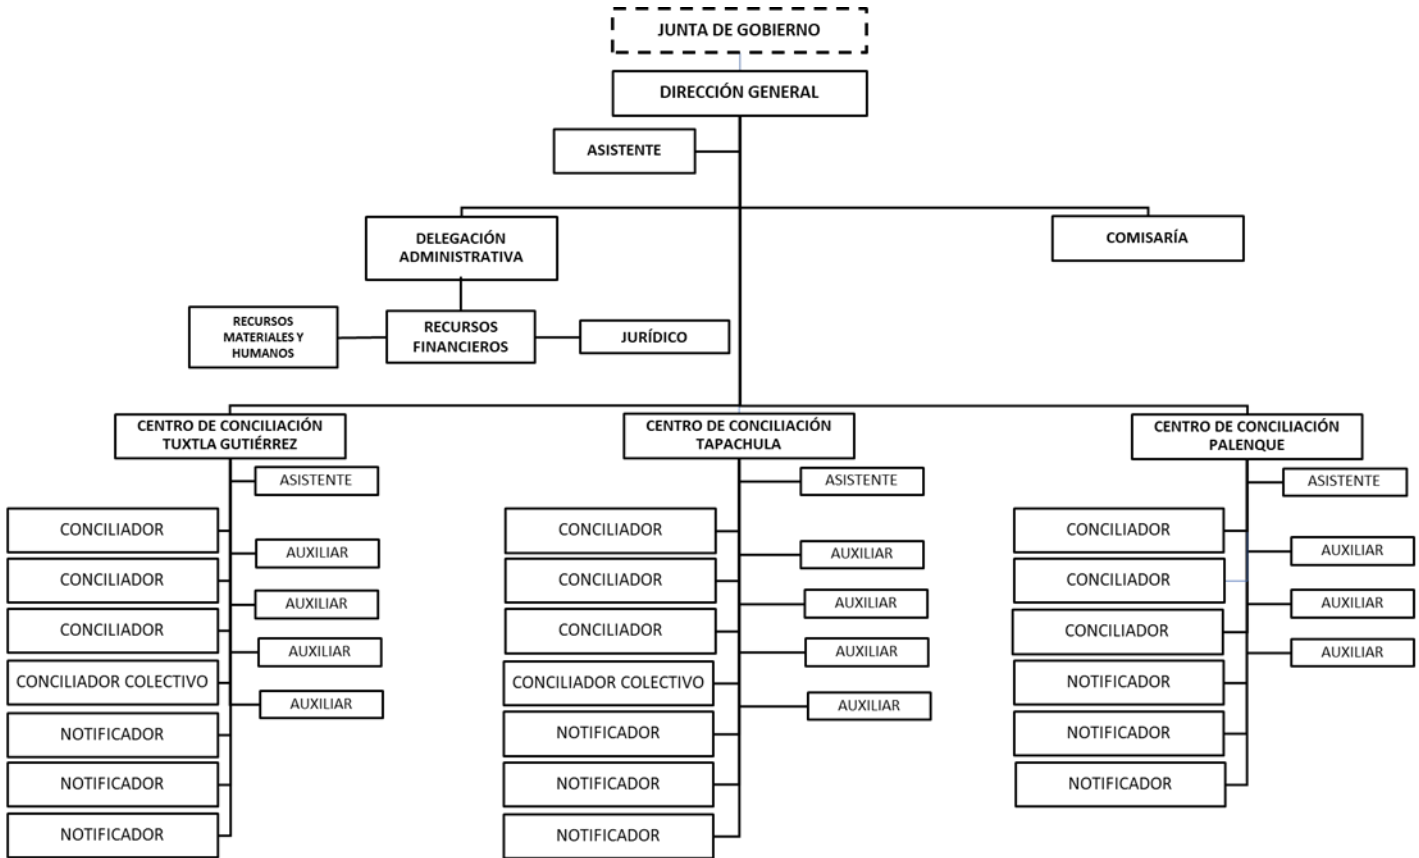 JUNTA DE GOBIERNO
DIRECCIÓN GENERAL
ASISTENTE
DELEGACIÓN
ADMINISTRATIVA
COMISARÍA
RECURSOS
MATERIALES Y
HUMANOS
RECURSOS
FINANCIEROS
JURÍDICO
CENTRO DE CONCILIACIÓN
TUXTLA GUTIÉRREZ
ASISTENTE
CONCILIADOR
AUXILIAR
CONCILIADOR
AUXILIAR
CONCILIADOR
AUXILIAR
CONCILIADOR COLECTIVO
AUXILIAR
NOTIFICADOR
NOTIFICADOR
NOTIFICADOR
CENTRO DE CONCILIACIÓN
TAPACHULA
ASISTENTE
CONCILIADOR
AUXILIAR
CONCILIADOR
AUXILIAR
CONCILIADOR
AUXILIAR
CONCILIADOR COLECTIVO
AUXILIAR
NOTIFICADOR
NOTIFICADOR
NOTIFICADOR
CENTRO DE CONCILIACIÓN
PALENQUE
ASISTENTE
CONCILIADOR
AUXILIAR
CONCILIADOR
AUXILIAR
CONCILIADOR
AUXILIAR
NOTIFICADOR
NOTIFICADOR
NOTIFICADOR